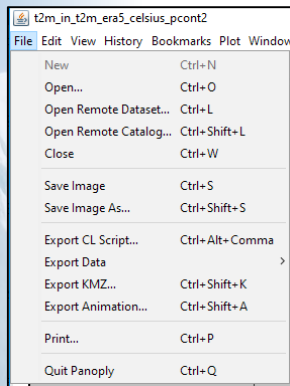 t2m_in_t2m_era5_celsius_pcont2
File Edit View History Bookmarks Plot Window
New Ctrl+N
Open... Ctrl+O
Open Remote Dataset... Ctrl+L
Open Remote Catalog... Ctrl+Shift+L
Close Ctrl+W
Save Image Ctrl+S
Save Image As... Ctrl+Shift+S
Export CL Script... Ctrl+Alt+Comma
Export Data >
Export KMZ... Ctrl+Shift+K
Export Animation... Ctrl+Shift+A
Print... Ctrl+P
Quit Panoply Ctrl+Q